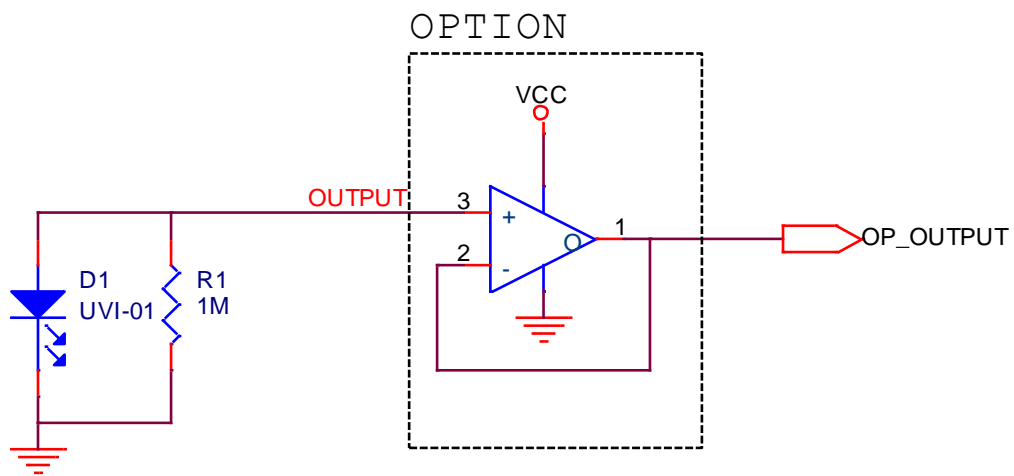 OPTION
VCC
OUTPUT
3
+
1
O
OP_OUTPUT
2
-
D1
UVI-01
R1
1M